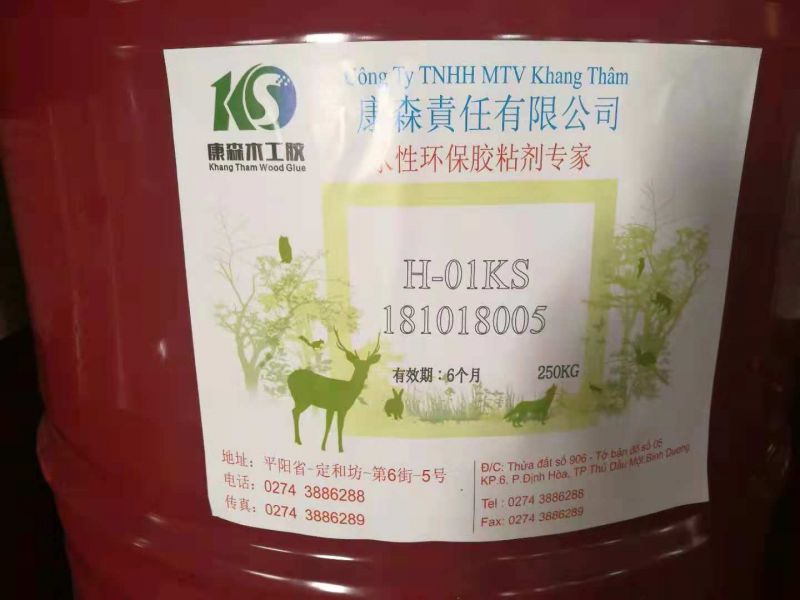 KS
康森木工胶
Khang Tham Wood Glue
Công Ty TNHH MTV Khang Thâm
康森責任有限公司
水性环保胶粘剂专家
H-01KS
181018005
有效期：6个月 250KG
地址：平阳省-定和坊-第6街-5号
电话：0274 3886288
传真：0274 3886289
Đ/C: Thửa đất số 906 - Tờ bản đồ số 05
KP.6, P.Định Hòa, TP Thủ Dầu Một,Bình Dương
Tel : 0274 3886288
Fax: 0274 3886289